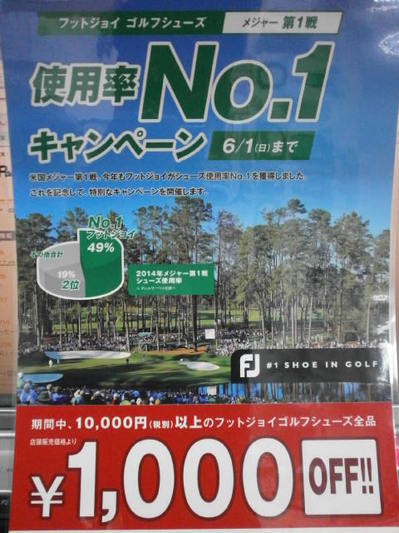 フットジョイ ゴルフシューズ メジャー 第1戦
使用率No.1
キャンペーン 6/1(日)まで
米国メジャー第1戦、今年もフットジョイがシューズ使用率No.1を獲得しました。
これを記念して、特別なキャンペーンを開催します。
No.1
フットジョイ
49%
その他合計
19%
2位
2014年メジャー第1戦
シューズ使用率
FJ #1 SHOE IN GOLF
期間中、10,000円(税別)以上のフットジョイゴルフシューズ全品
店頭販売価格より
¥1,000 OFF!!